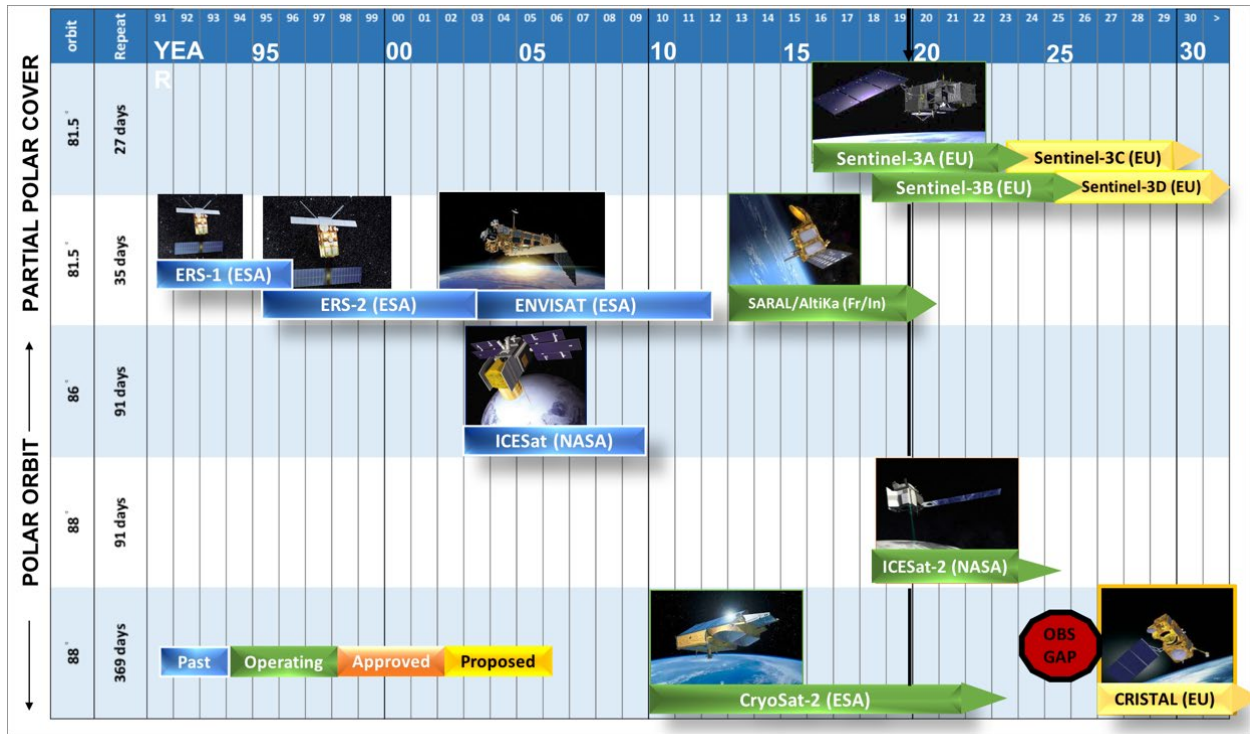 orbit
Repeat
91 92 93 94 95 96 97 98 99 00 01 02 03 04 05 06 07 08 09 10 11 12 13 14 15 16 17 18 19 20 21 22 23 24 25 26 27 28 29 30 >
YEA
R
95 00 05 10 15 20 25 30
PARTIAL POLAR COVER
POLAR ORBIT
81.5° 27 days
Sentinel-3A (EU)
Sentinel-3C (EU)
Sentinel-3B (EU)
Sentinel-3D (EU)
81.5° 35 days
ERS-1 (ESA)
ERS-2 (ESA)
ENVISAT (ESA)
SARAL/AltiKa (Fr/In)
86° 91 days
ICESat (NASA)
88° 91 days
ICESat-2 (NASA)
88° 369 days
Past
Operating
Approved
Proposed
CryoSat-2 (ESA)
OBS
GAP
CRISTAL (EU)